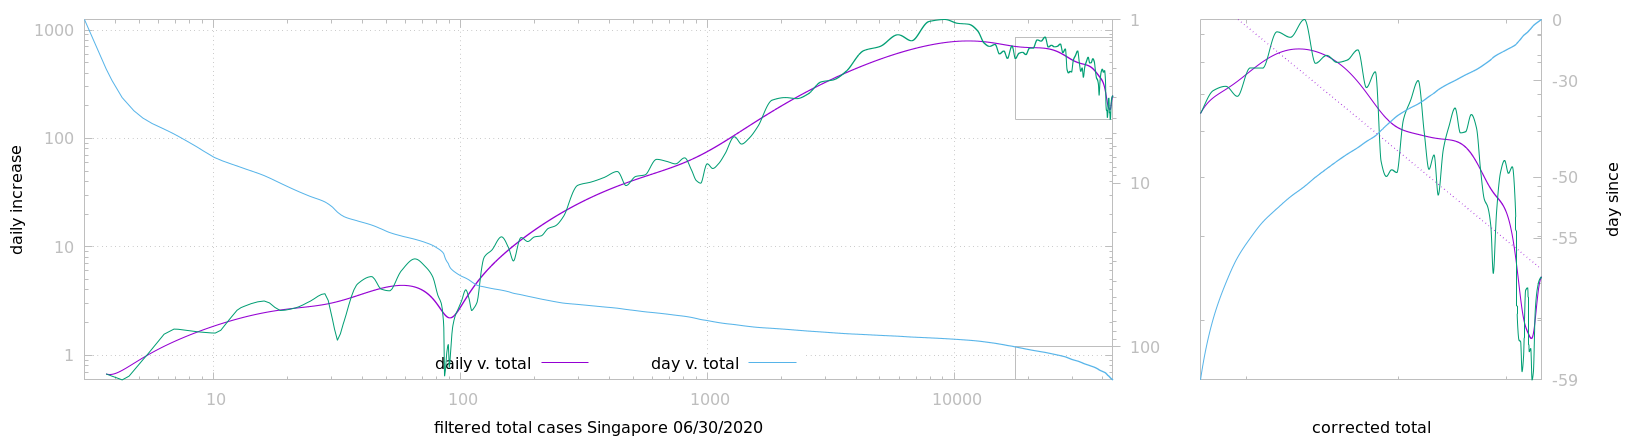 1000
100
10
1
daily increase
daily v. total
day v. total
10
100
1000
10000
filtered total cases Singapore 06/30/2020
1
10
100
0
-30
-50
-55
-59
day since
corrected total